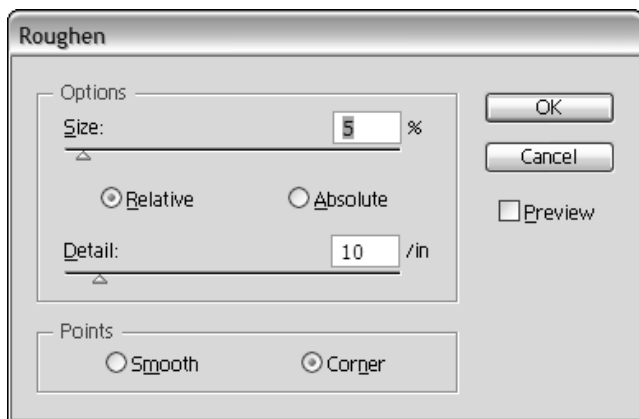 Roughen
Options
Size: 5 %
Relative Absolute
Detail: 10 /in
Points
Smooth Corner
OK
Cancel
Preview